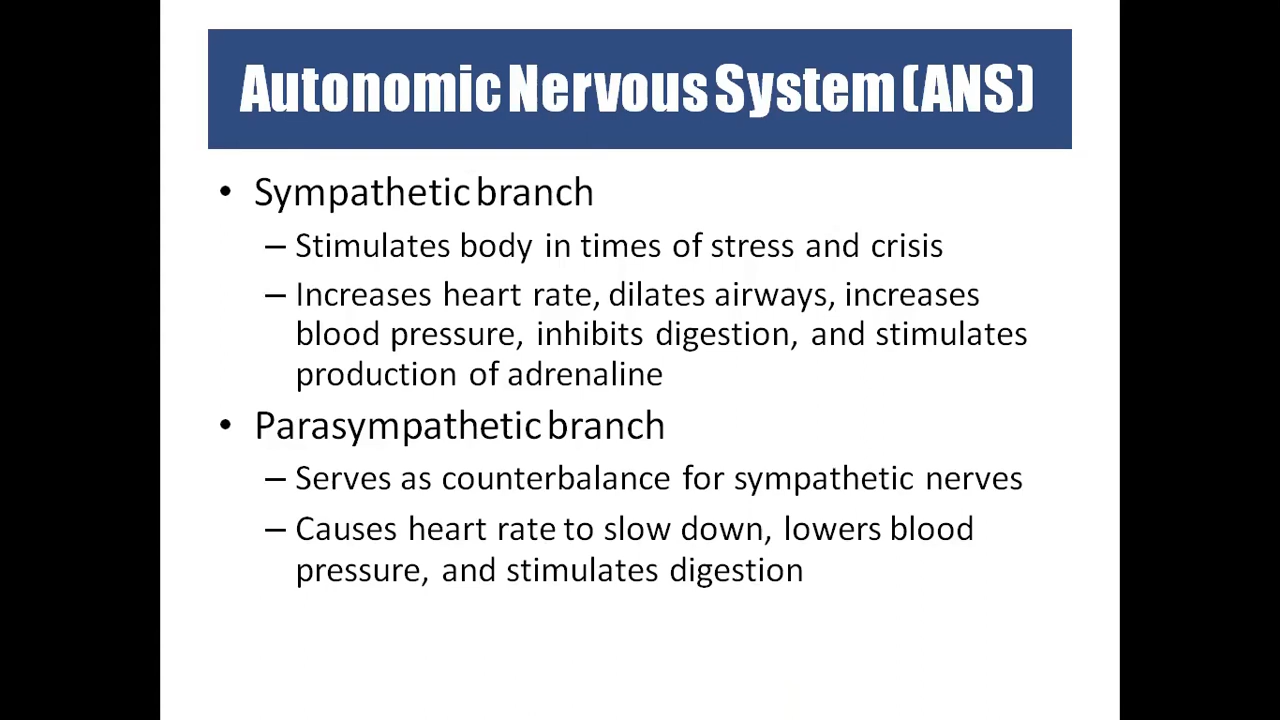 Autonomic Nervous System (ANS)
• Sympathetic branch
– Stimulates body in times of stress and crisis
– Increases heart rate, dilates airways, increases
blood pressure, inhibits digestion, and stimulates
production of adrenaline
• Parasympathetic branch
– Serves as counterbalance for sympathetic nerves
– Causes heart rate to slow down, lowers blood
pressure, and stimulates digestion